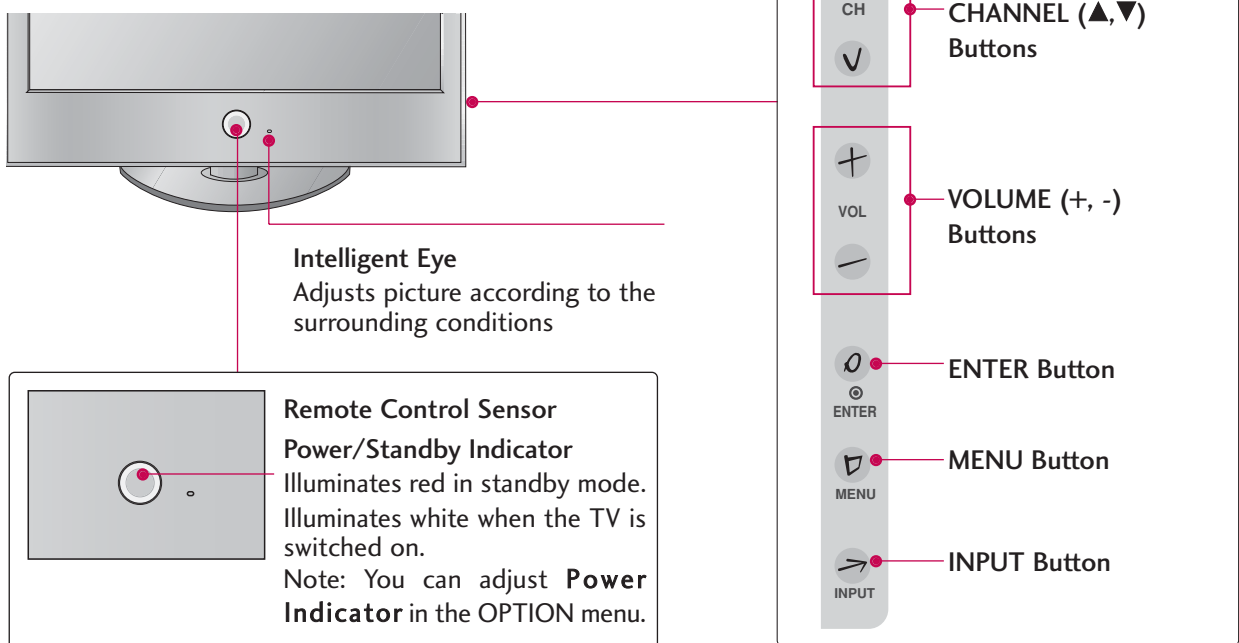 Intelligent Eye
Adjusts picture according to the
surrounding conditions
Remote Control Sensor
Power/Standby Indicator
Illuminates red in standby mode.
Illuminates white when the TV is
switched on.
Note: You can adjust Power
Indicator in the OPTION menu.
CH
CHANNEL (▲,▼)
Buttons
VOL
VOLUME (+, -)
Buttons
ENTER
ENTER Button
MENU
MENU Button
INPUT
INPUT Button